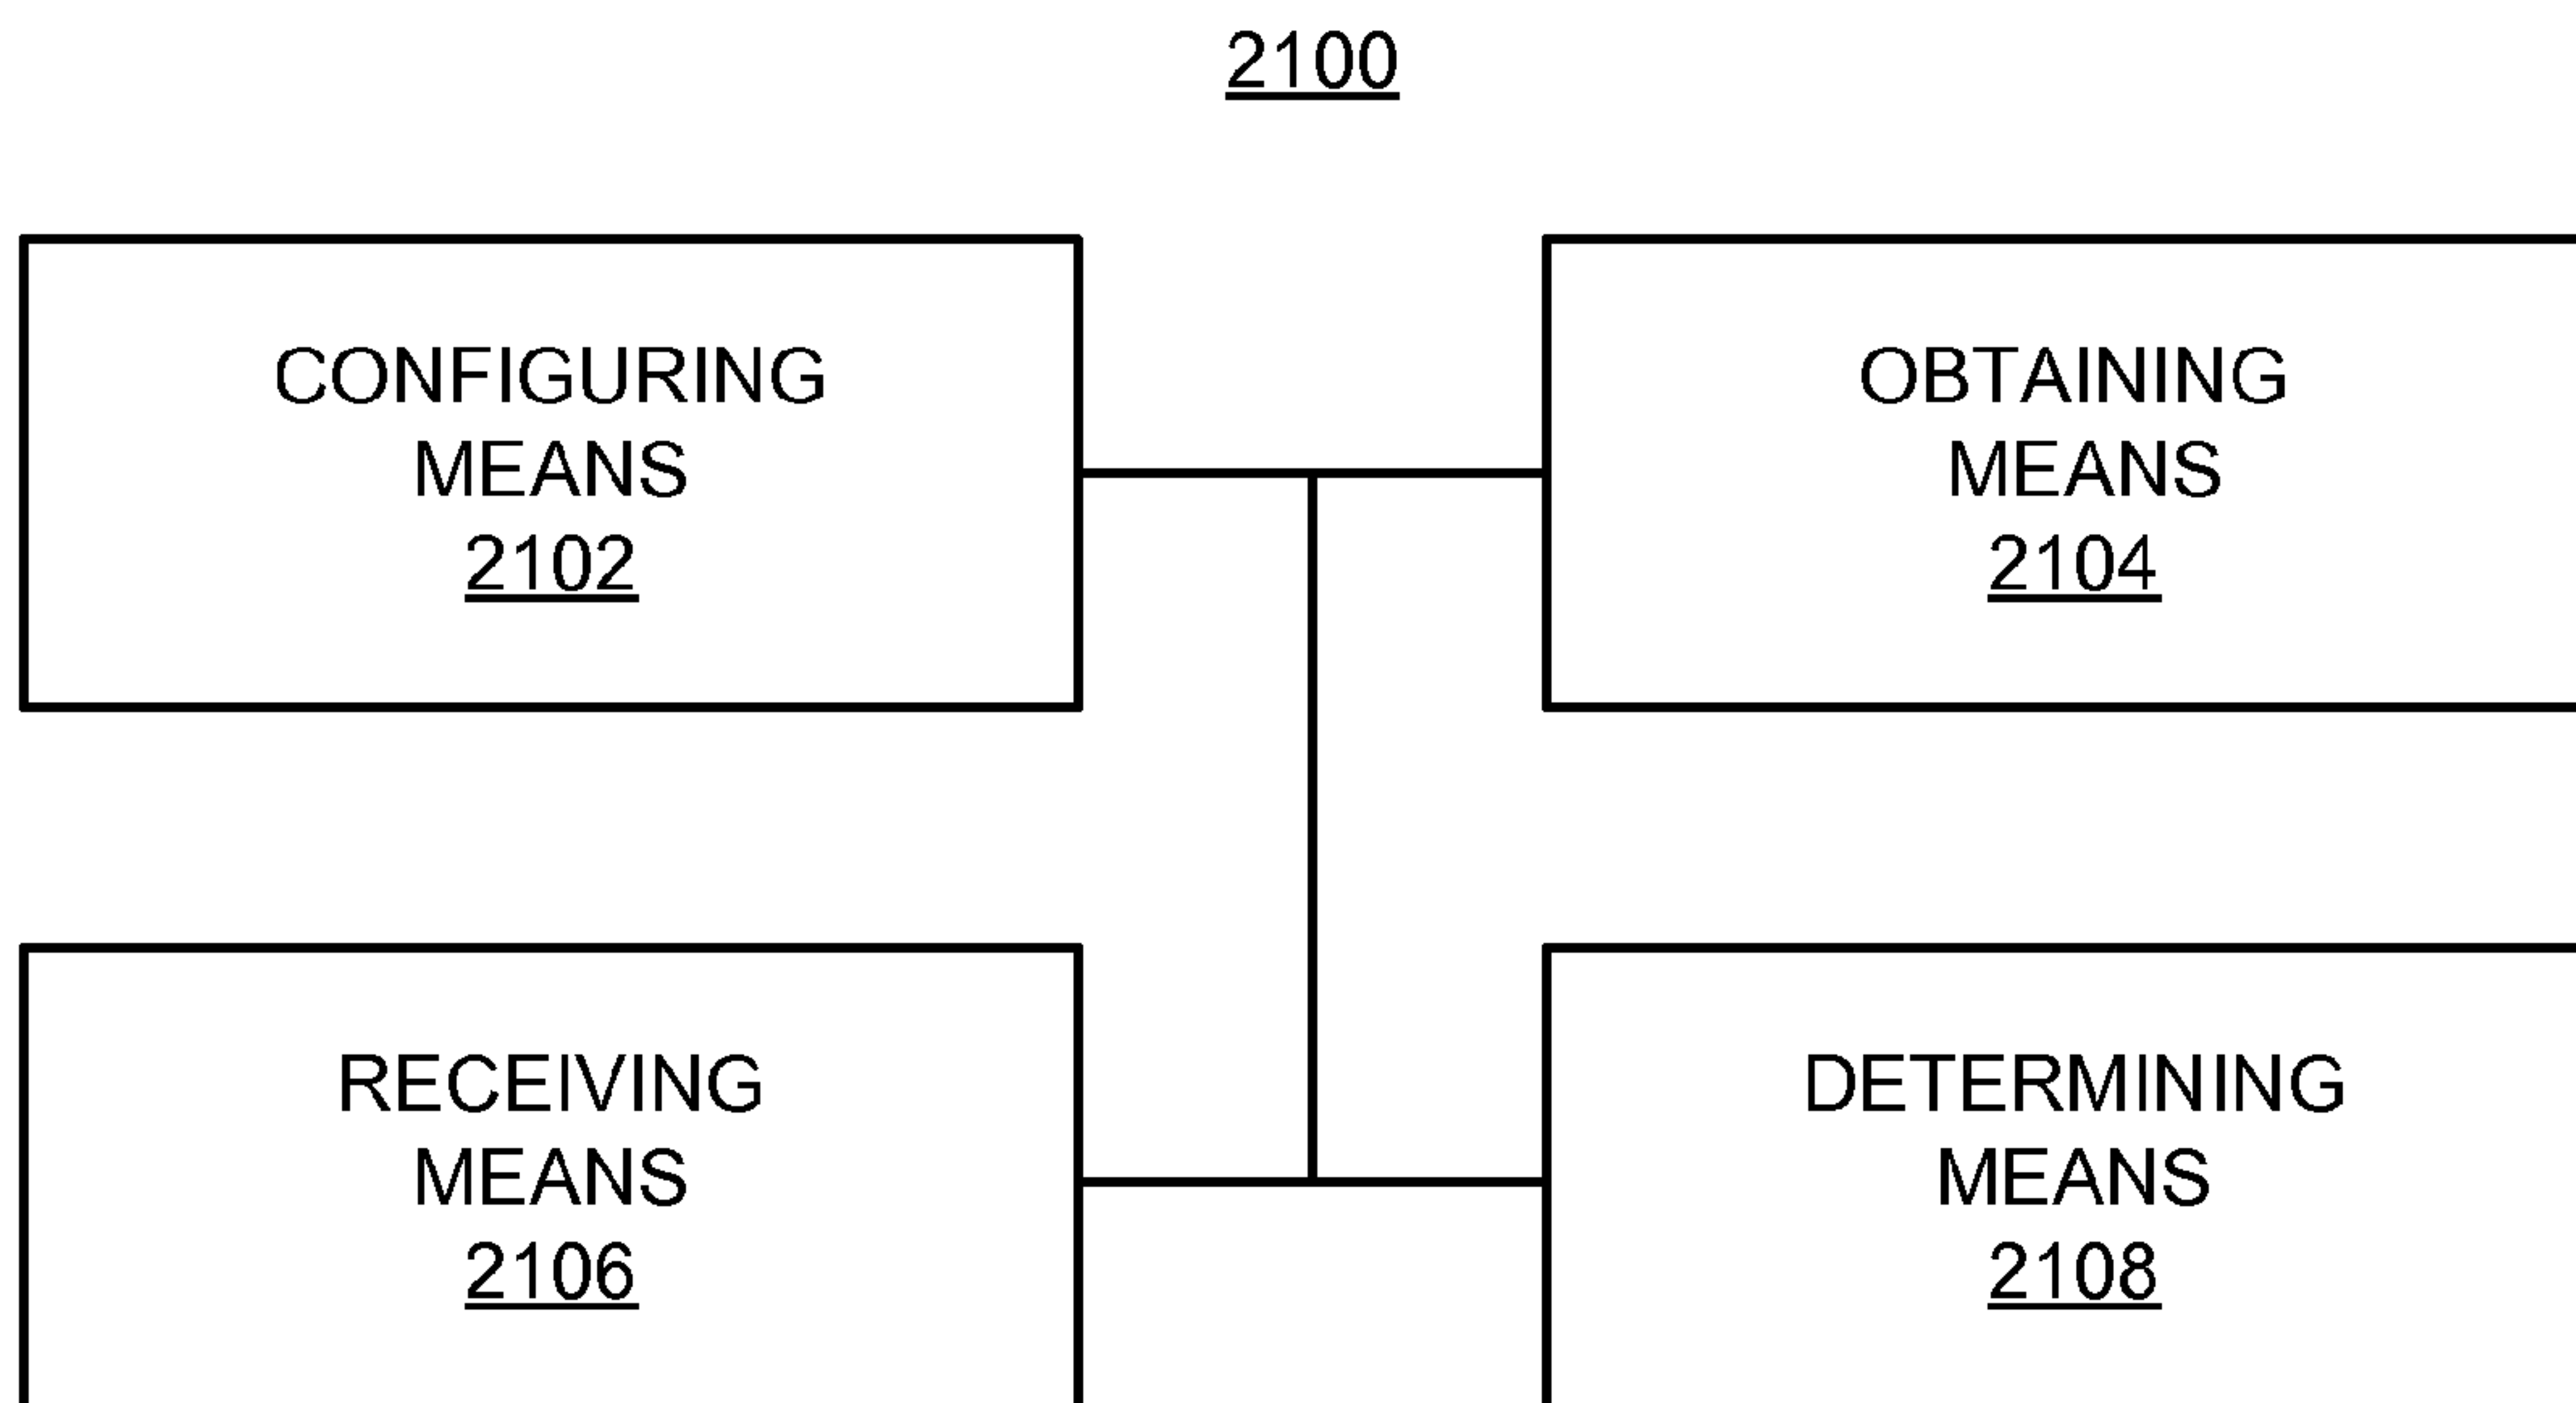 2100
CONFIGURING
MEANS
2102
OBTAINING
MEANS
2104
RECEIVING
MEANS
2106
DETERMINING
MEANS
2108